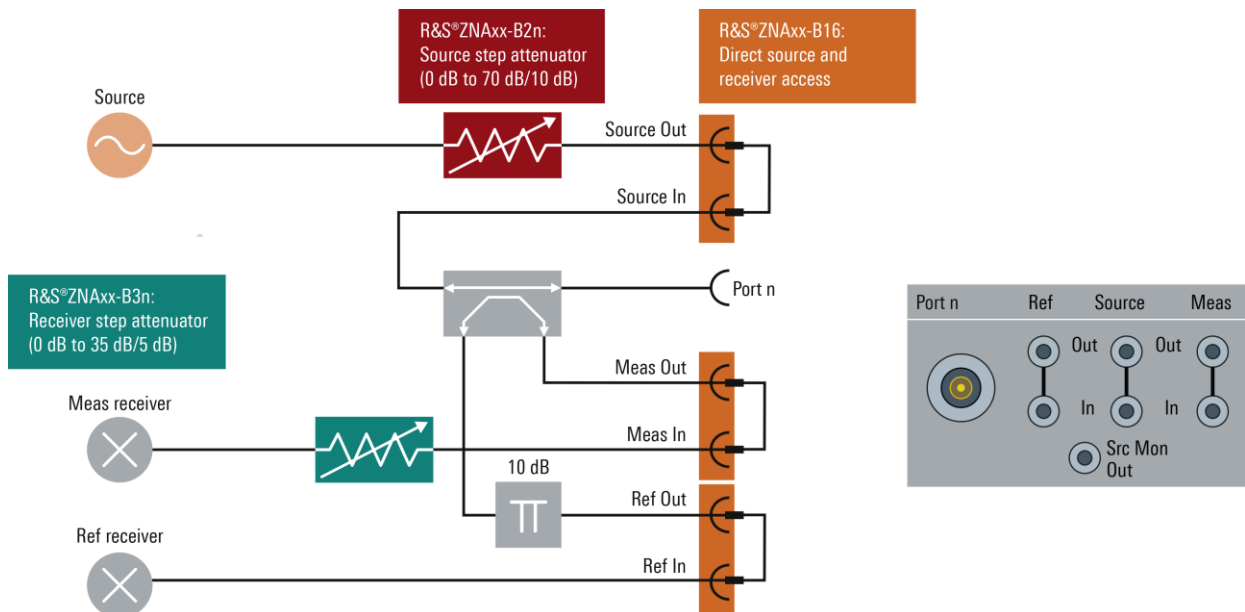 R&S®ZNAxx-B2n:
Source step attenuator
(0 dB to 70 dB/10 dB)
R&S®ZNAxx-B16:
Direct source and
receiver access
Source
Source Out
Source In
Port n
R&S®ZNAxx-B3n:
Receiver step attenuator
(0 dB to 35 dB/5 dB)
Meas Out
Meas receiver
Meas In
10 dB
Ref Out
Ref receiver
Ref In
Port n Ref Source Meas
Out Out
In In
Src Mon
Out